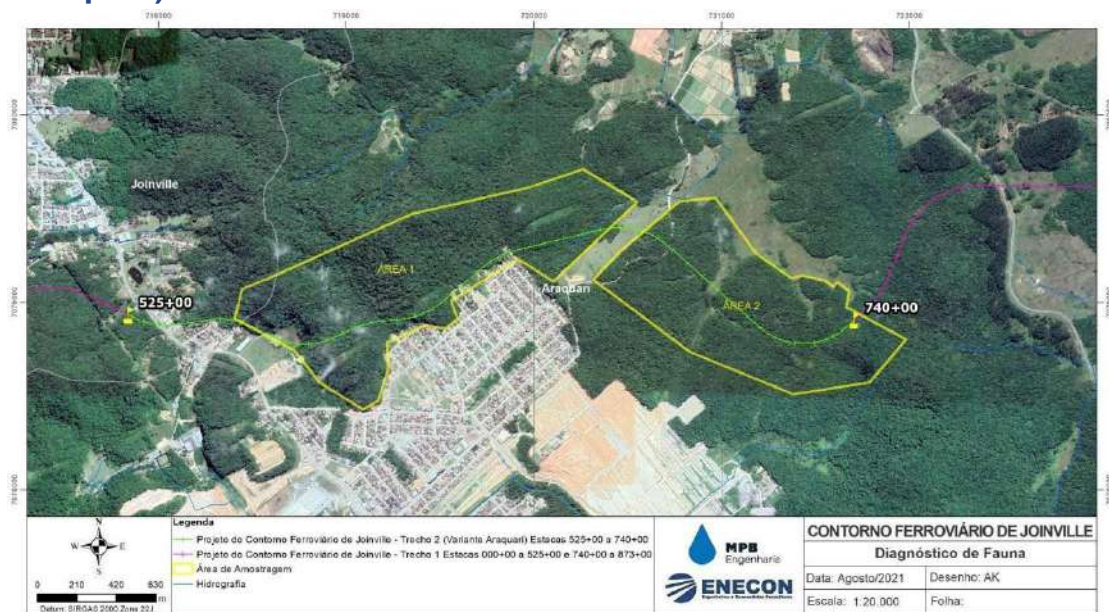 718000 719000 720000 721000 722000
7080000
Joinville
ÁREA 1
525+00
7079000
Araquari
ÁREA 2
740+00
7078000
N
W E
S
0 210 420 630
m
Datum: SIRGAS 2000 Zona 22J
Legenda
Projeto do Contorno Ferroviário de Joinville - Trecho 2 (Variante Araquari) Estacas 525+00 a 740+00
Projeto do Contorno Ferroviário de Joinville - Trecho 1 Estacas 000+00 a 525+00 e 740+00 a 873+00
Área de Amostragem
Hidrografia
MPB
Engenharia
ENECON
CONTORNO FERROVIÁRIO DE JOINVILLE
Diagnóstico de Fauna
Data: Agosto/2021 Desenho: AK
Escala: 1:20.000 Folha: